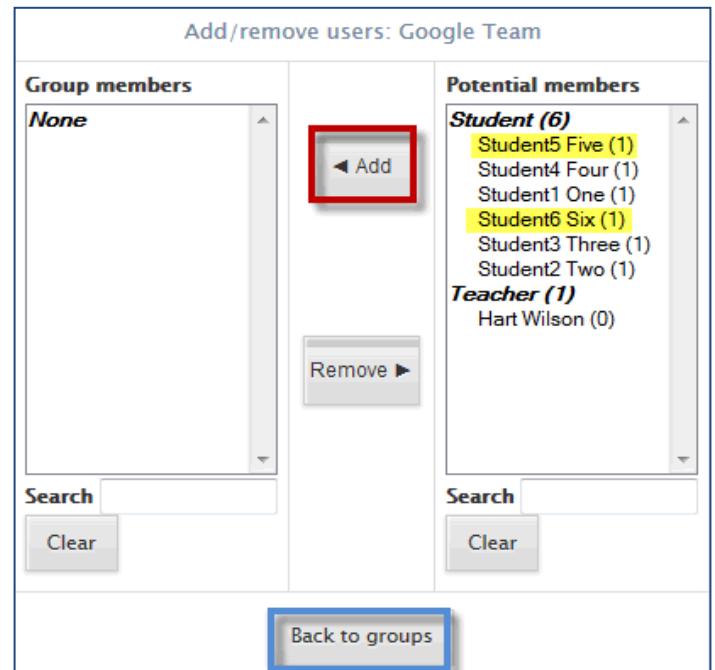 Add/remove users: Google Team
Group members
None
Search
Clear
◄ Add
Remove ►
Potential members
Student (6)
Student5 Five (1)
Student4 Four (1)
Student1 One (1)
Student6 Six (1)
Student3 Three (1)
Student2 Two (1)
Teacher (1)
Hart Wilson (0)
Search
Clear
Back to groups